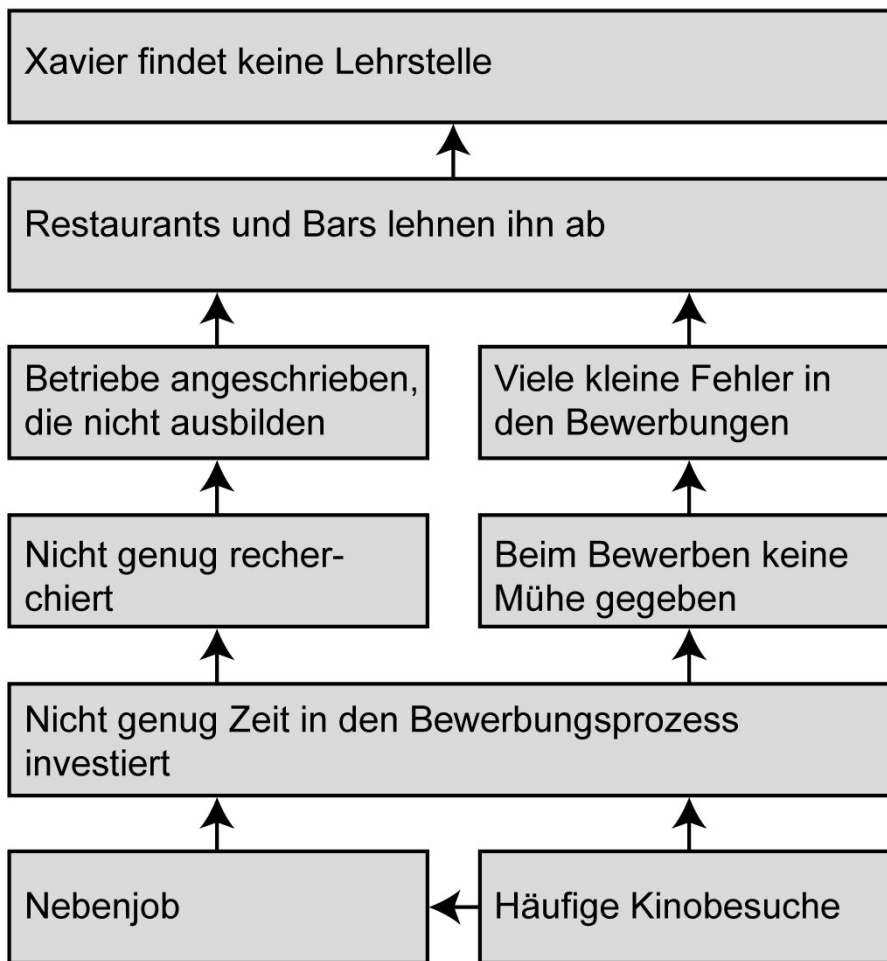 Xavier findet keine Lehrstelle
Restaurants und Bars lehnen ihn ab
Betriebe angeschrieben,
die nicht ausbilden
Viele kleine Fehler in
den Bewerbungen
Nicht genug recher-
chiert
Beim Bewerben keine
Mühe gegeben
Nicht genug Zeit in den Bewerbungsprozess
investiert
Nebenjob
Häufige Kinobesuche